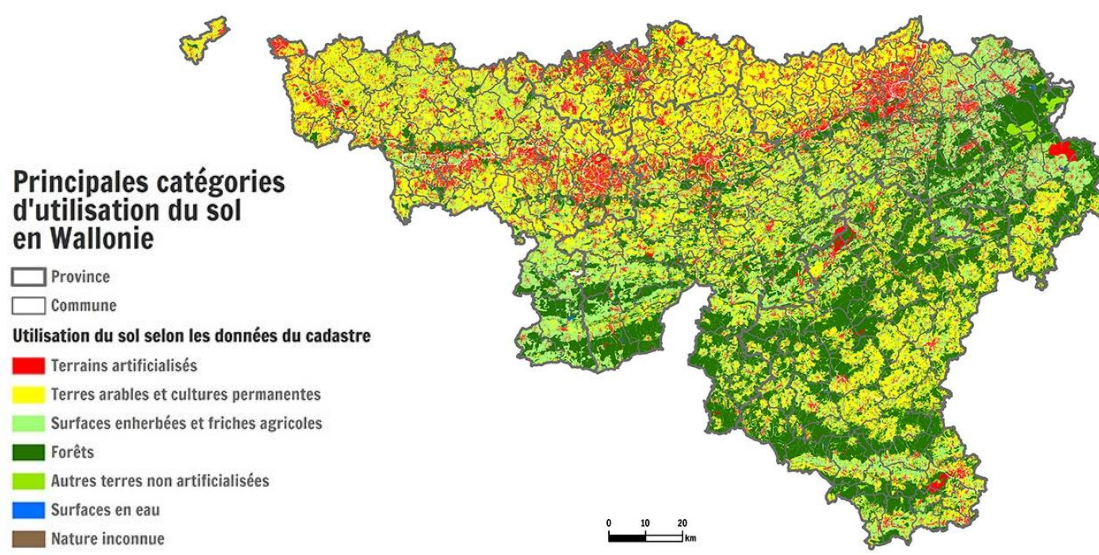 Principales catégories
d'utilisation du sol
en Wallonie
Province
Commune
Utilisation du sol selon les données du cadastre
Terrains artificialisés
Terres arables et cultures permanentes
Surfaces enherbées et friches agricoles
Forêts
Autres terres non artificialisées
Surfaces en eau
Nature inconnue
0 10 20
km